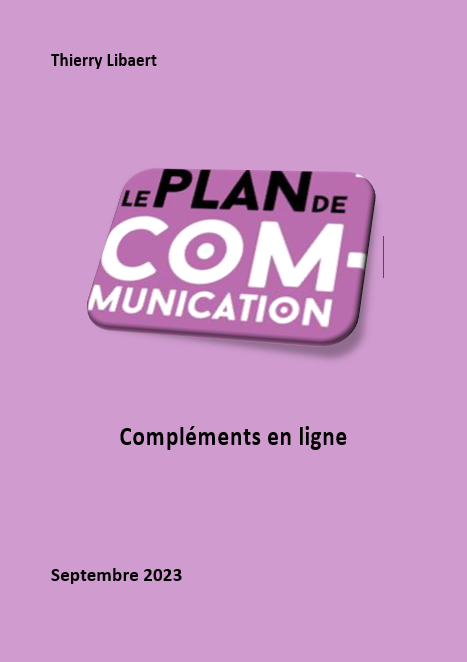 Thierry Libaert
LE PLAN DE
COM-
MUNICATION
Compléments en ligne
Septembre 2023